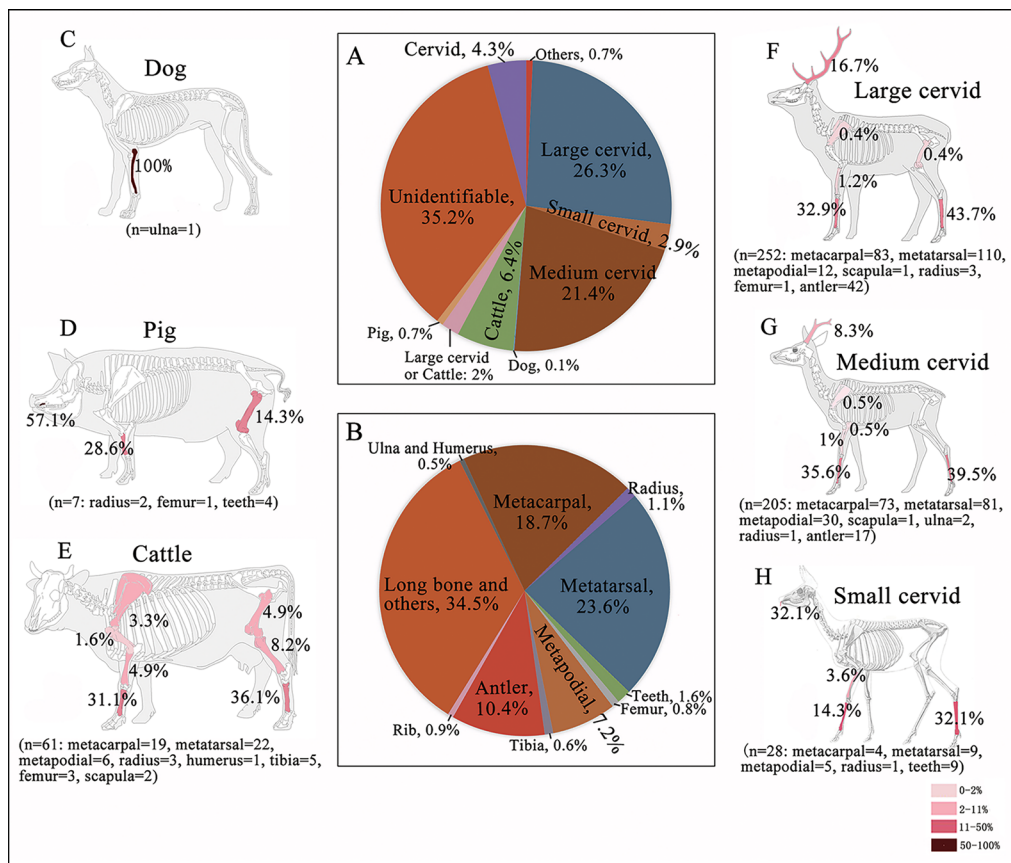 C
Dog
100%
(n=ulna=1)
D
Pig
57.1%
28.6%
14.3%
(n=7: radius=2, femur=1, teeth=4)
E
Cattle
3.3%
1.6%
4.9%
4.9%
8.2%
31.1%
36.1%
(n=61: metacarpal=19, metatarsal=22,
metapodial=6, radius=3, humerus=1, tibia=5,
femur=3, scapula=2)
A
Cervid, 4.3%
Others, 0.7%
Large cervid,
26.3%
Unidentifiable,
35.2%
Small cervid, 2.9%
Medium cervid
21.4%
Cattle, 6.4%
Pig, 0.7%
Large cervid
or Cattle: 2%
Dog, 0.1%
B
Ulna and Humerus,
0.5%
Metacarpal,
18.7%
Radius,
1.1%
Long bone and
others, 34.5%
Metatarsal,
23.6%
Metapodial, 7.2%
Antler,
10.4%
Teeth, 1.6%
Femur, 0.8%
Rib, 0.9%
Tibia, 0.6%
F
16.7%
Large cervid
0.4%
0.4%
1.2%
32.9%
43.7%
(n=252: metacarpal=83, metatarsal=110,
metapodial=12, scapula=1, radius=3,
femur=1, antler=42)
G
8.3%
Medium cervid
0.5%
1%
0.5%
35.6%
39.5%
(n=205: metacarpal=73, metatarsal=81,
metapodial=30, scapula=1, ulna=2,
radius=1, antler=17)
H
Small cervid
32.1%
3.6%
14.3%
32.1%
(n=28: metacarpal=4, metatarsal=9,
metapodial=5, radius=1, teeth=9)
0-2%
2-11%
11-50%
50-100%